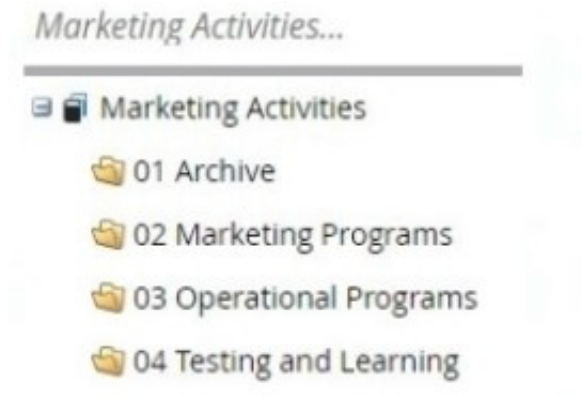 Marketing Activities...
Marketing Activities
01 Archive
02 Marketing Programs
03 Operational Programs
04 Testing and Learning